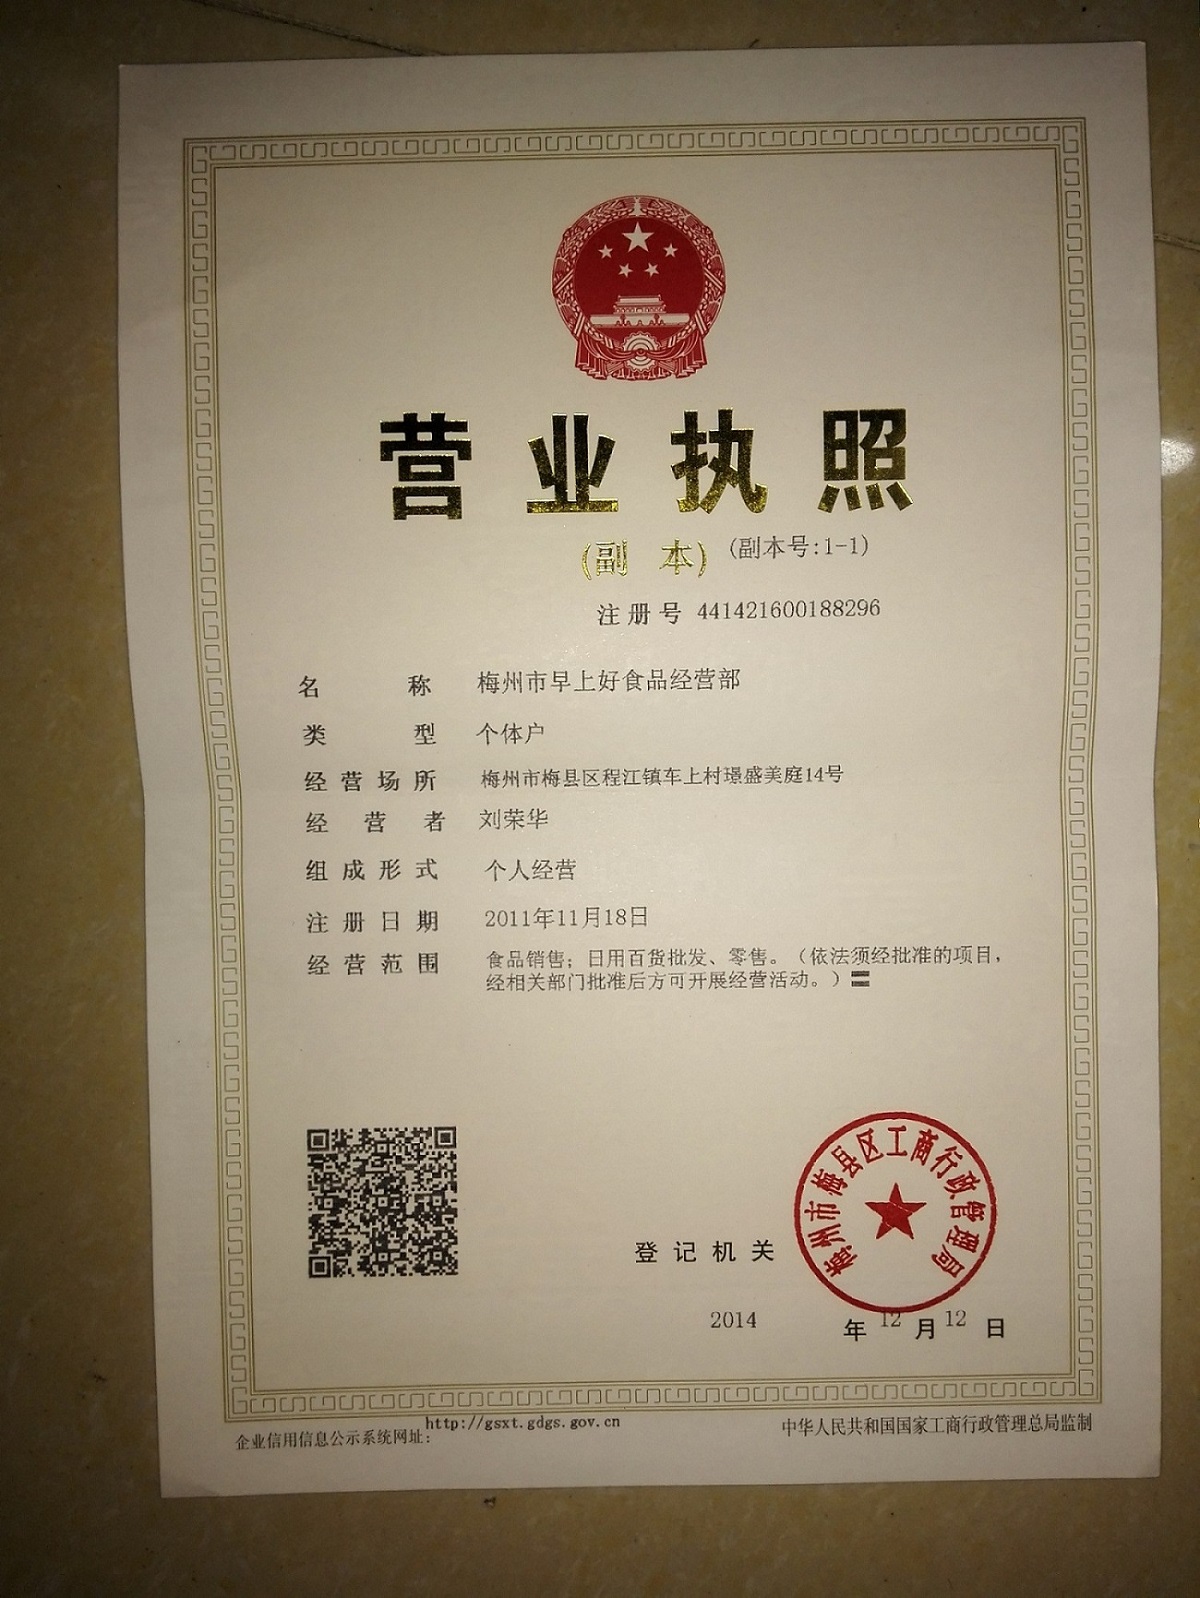 营业执照
(副 本) (副本号:1-1)
注册号 441421600188296
名称 梅州市早上好食品经营部
类型 个体户
经营场所 梅州市梅县区程江镇车上村璟盛美庭14号
经营者 刘荣华
组成形式 个人经营
注册日期 2011年11月18日
经营范围 食品销售；日用百货批发、零售。（依法须经批准的项目，
经相关部门批准后方可开展经营活动。）
梅州市梅县区工商行政管理局
登记机关
2014 年 12 月 12 日
企业信用信息公示系统网址: http://gsxt.gdgs.gov.cn
中华人民共和国国家工商行政管理总局监制